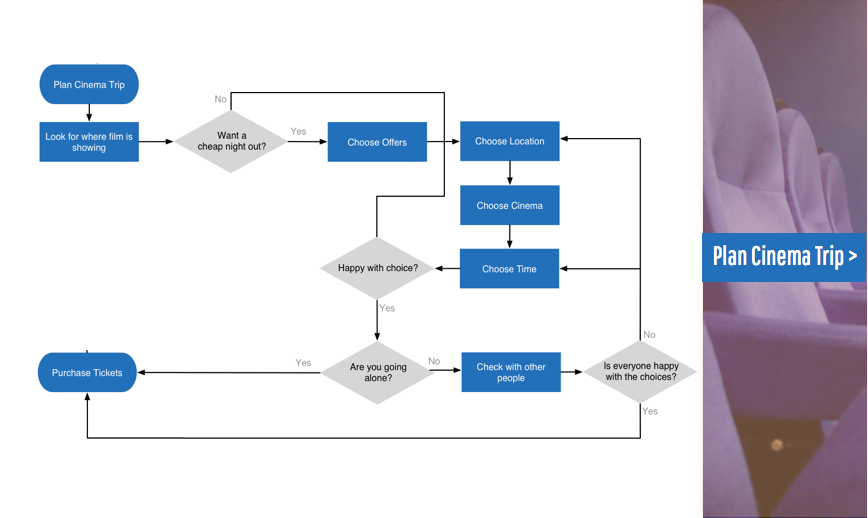 Plan Cinema Trip
No
Look for where film is
showing
Want a
cheap night out?
Yes
Choose Offers
Choose Location
Choose Cinema
Plan Cinema Trip >
Happy with choice?
Choose Time
Yes
No
Purchase Tickets
Yes
Are you going
alone?
No
Check with other
people
Is everyone happy
with the choices?
Yes